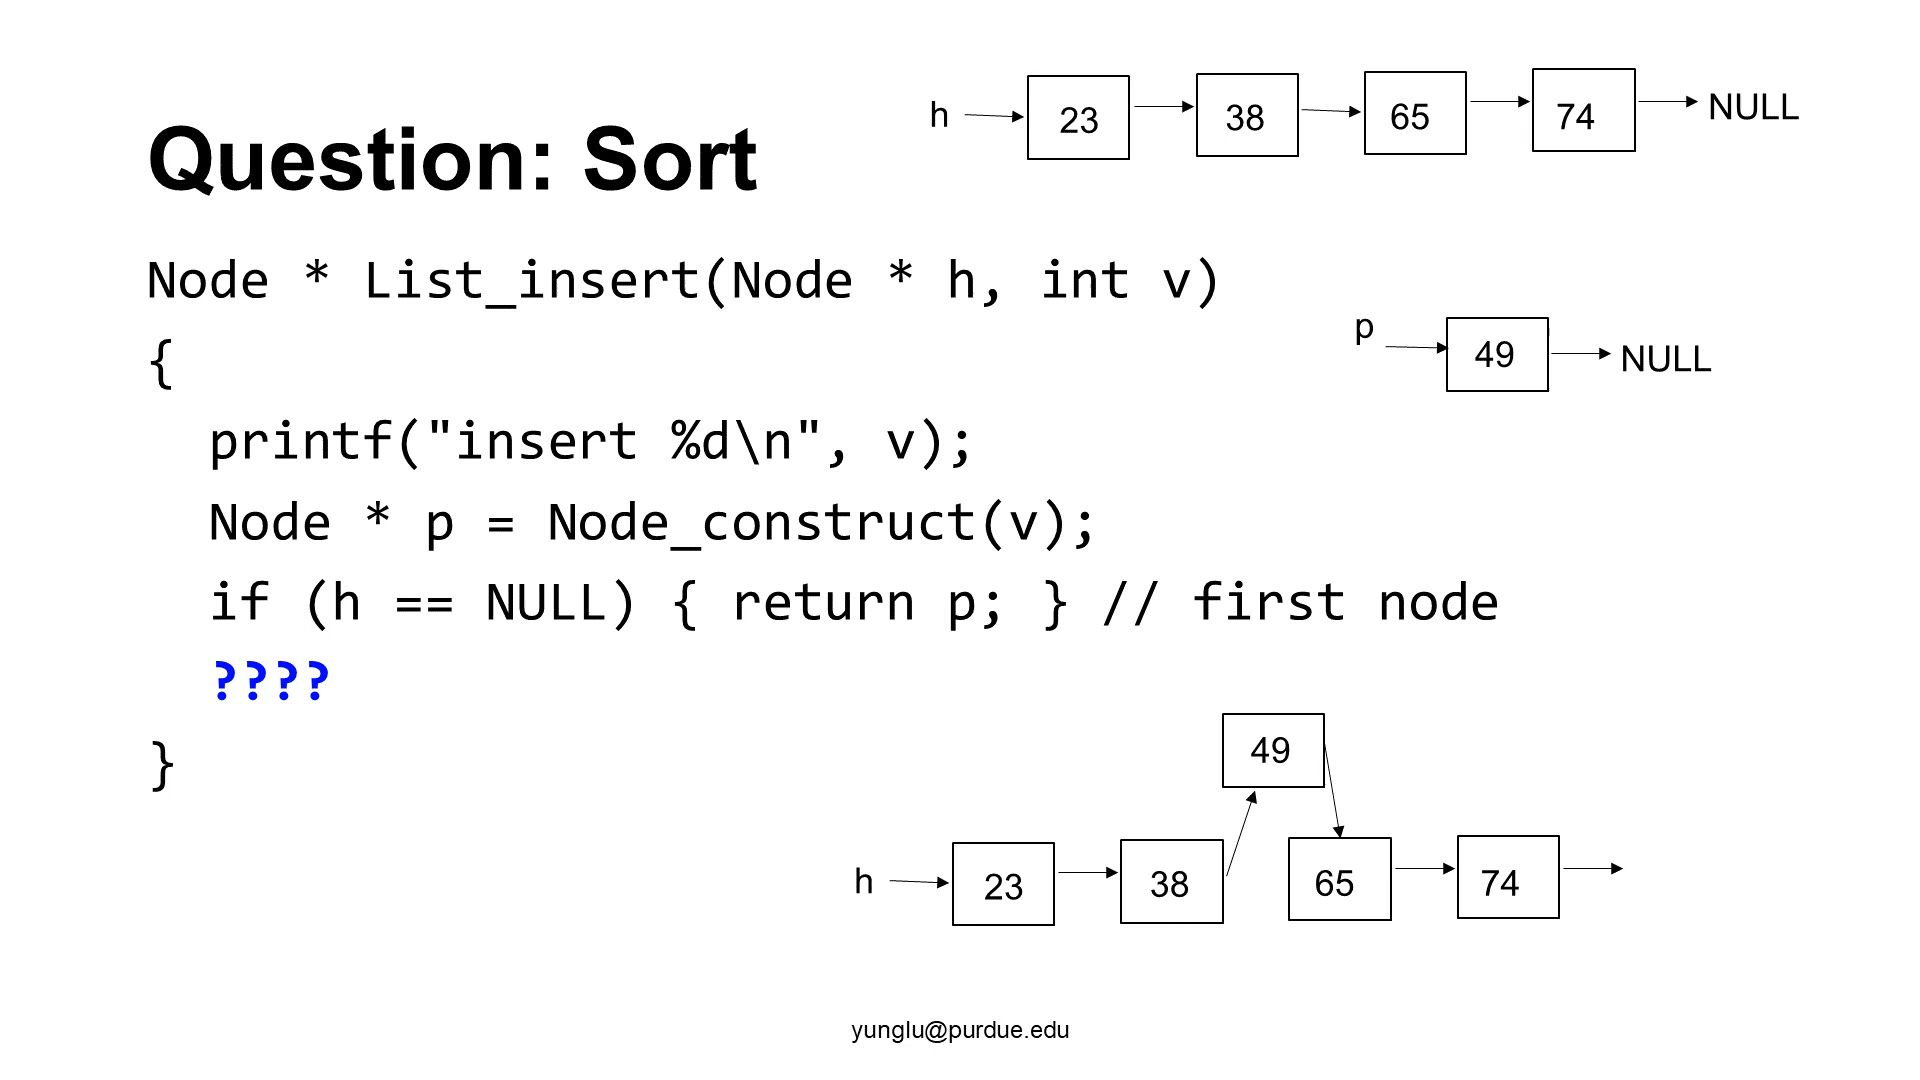 Question: Sort
h 23 38 65 74 NULL
Node * List_insert(Node * h, int v)
{
p 49 NULL
printf("insert %d\n", v);
Node * p = Node_construct(v);
if (h == NULL) { return p; } // first node
????
}
49
h 23 38 65 74
yunglu@purdue.edu